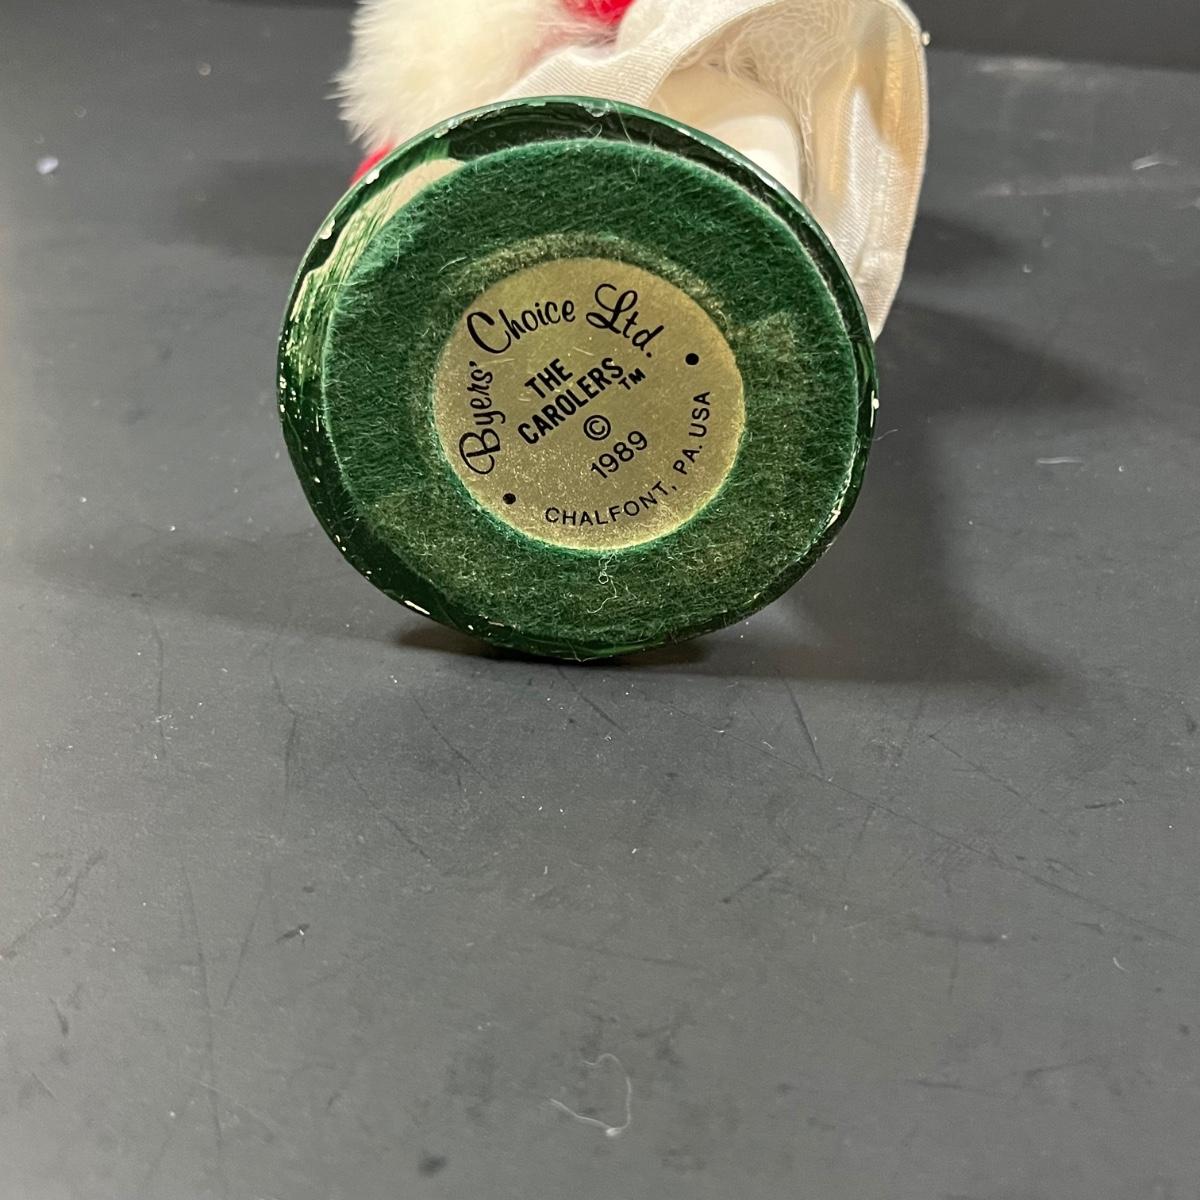 Byers' Choice Ltd.
THE
CAROLERS™
©
1989
CHALFONT, PA. USA